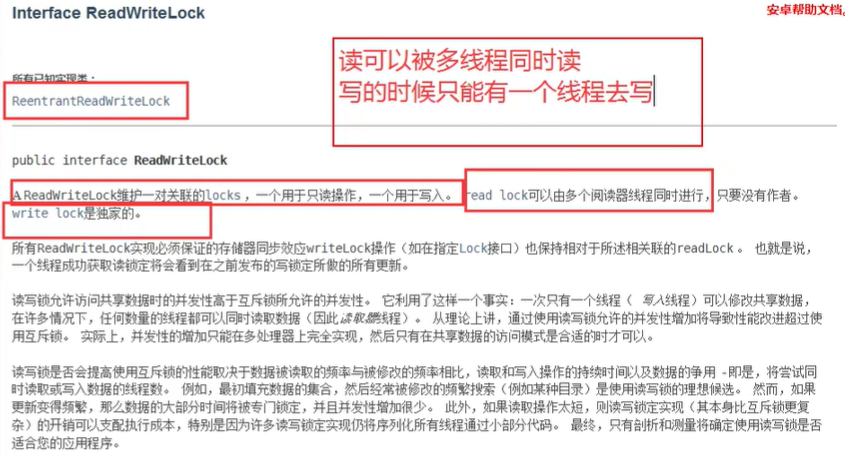 Interface ReadWriteLock
安卓帮助文档。
读可以被多线程同时读
写的时候只能有一个线程去写
所有已知实现类：
ReentrantReadWriteLock
public interface ReadWriteLock
A ReadWriteLock维护一对关联的locks ，一个用于只读操作，一个用于写入。 read lock可以由多个阅读器线程同时进行，只要没有作者。
write lock是独家的。
所有ReadWriteLock实现必须保证的存储器同步效应writeLock操作（如在指定Lock接口）也保持相对于所述相关联的readLock 。 也就是说，
一个线程成功获取读锁定将会看到在之前发布的写锁定所做的所有更新。
读写锁允许访问共享数据时的并发性高于互斥锁所允许的并发性。 它利用了这样一个事实：一次只有一个线程（ 写入线程）可以修改共享数据，
在许多情况下，任何数量的线程都可以同时读取数据（因此读取器线程）。 从理论上讲，通过使用读写锁允许的并发性增加将导致性能改进超过使
用互斥锁。 实际上，并发性的增加只能在多处理器上完全实现，然后只有在共享数据的访问模式是合适的时才可以。
读写锁是否会提高使用互斥锁的性能取决于数据被读取的频率与被修改的频率相比，读取和写入操作的持续时间以及数据的争用 -即是，将尝试同
时读取或写入数据的线程数。 例如，最初填充数据的集合，然后经常被修改的频繁搜索（例如某种目录）是使用读写锁的理想候选。 然而，如果
更新变得频繁，那么数据的大部分时间将被专门锁定，并且并发性增加很少。 此外，如果读取操作太短，则读写锁定实现（其本身比互斥锁更复
杂）的开销可以支配执行成本，特别是因为许多读写锁定实现仍将序列化所有线程通过小部分代码。 最终，只有剖析和测量将确定使用读写锁是否
适合您的应用程序。